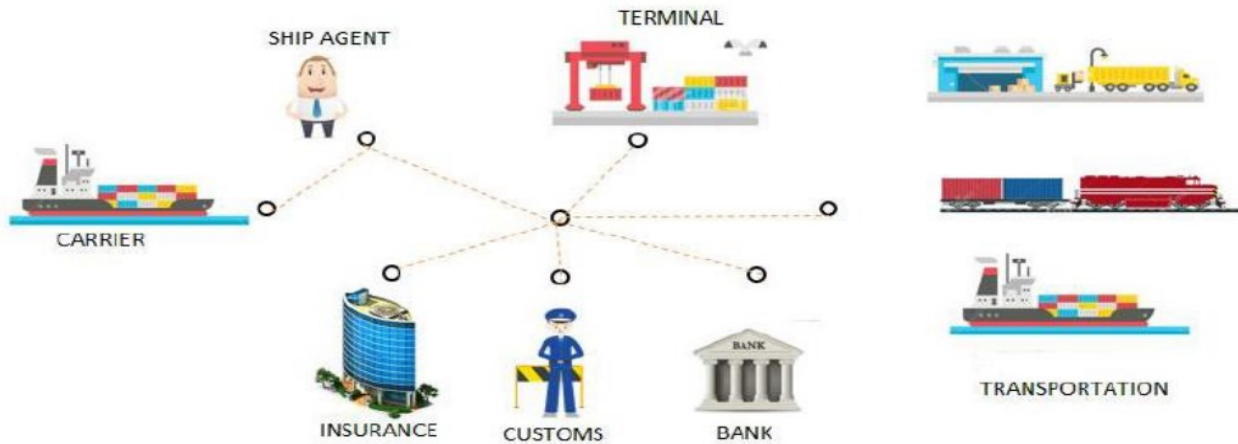 TERMINAL
SHIP AGENT
CARRIER
BANK
INSURANCE
CUSTOMS
BANK
TRANSPORTATION